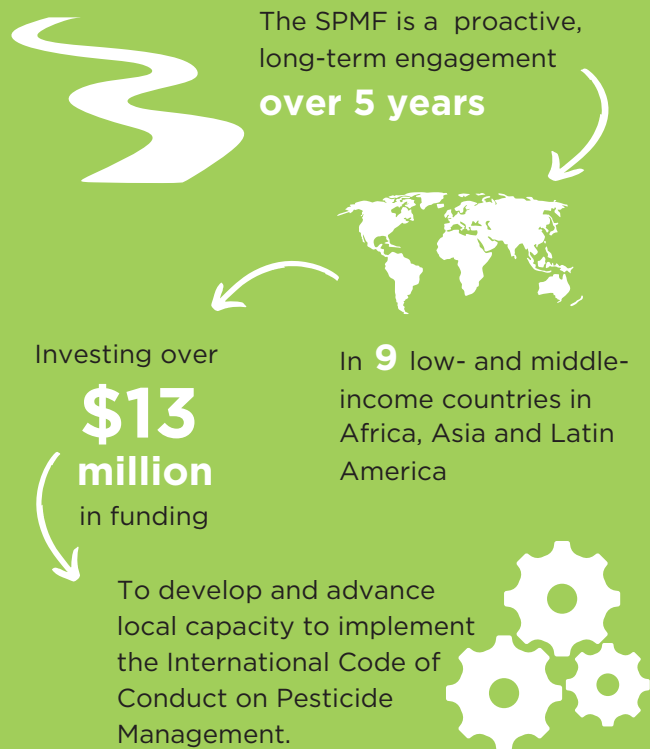 The SPMF is a proactive,
long-term engagement
over 5 years
In 9 low- and middle-
income countries in
Africa, Asia and Latin
America
Investing over
$13
million
in funding
To develop and advance
local capacity to implement
the International Code of
Conduct on Pesticide
Management.